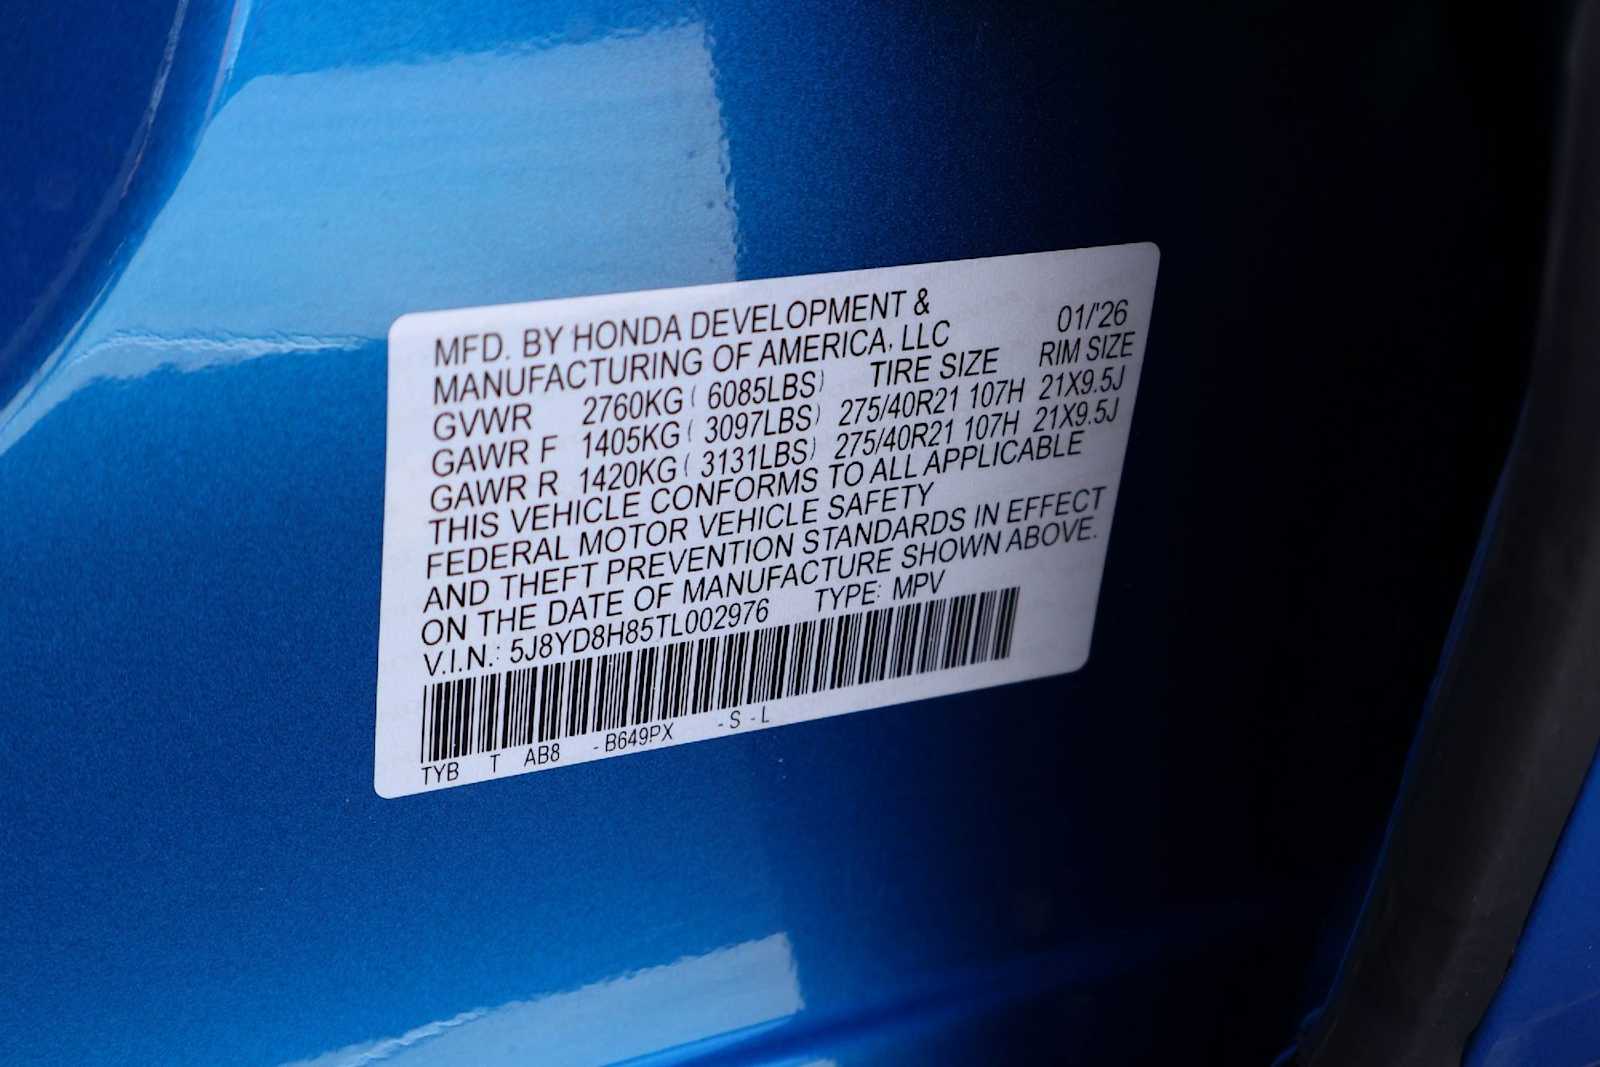 MFD. BY HONDA DEVELOPMENT &
MANUFACTURING OF AMERICA, LLC 01/'26
GVWR 2760KG ( 6085LBS) TIRE SIZE RIM SIZE
GAWR F 1405KG ( 3097LBS) 275/40R21 107H 21X9.5J
GAWR R 1420KG ( 3131LBS) 275/40R21 107H 21X9.5J
THIS VEHICLE CONFORMS TO ALL APPLICABLE
FEDERAL MOTOR VEHICLE SAFETY
AND THEFT PREVENTION STANDARDS IN EFFECT
ON THE DATE OF MANUFACTURE SHOWN ABOVE.
V.I.N.: 5J8YD8H85TL002976 TYPE: MPV
TYB T AB8 -B649PX -S -L